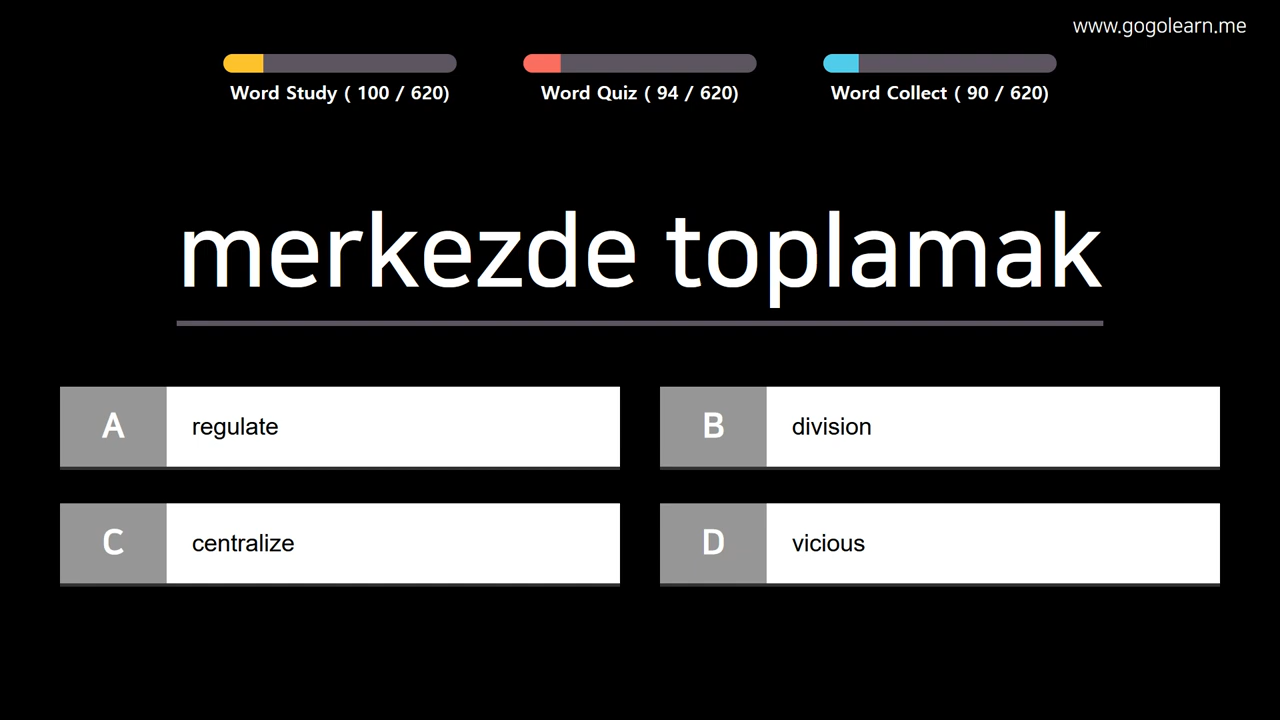 www.gogolearn.me
Word Study ( 100 / 620)
Word Quiz ( 94 / 620)
Word Collect ( 90 / 620)
merkezde toplamak
A regulate
B division
C centralize
D vicious